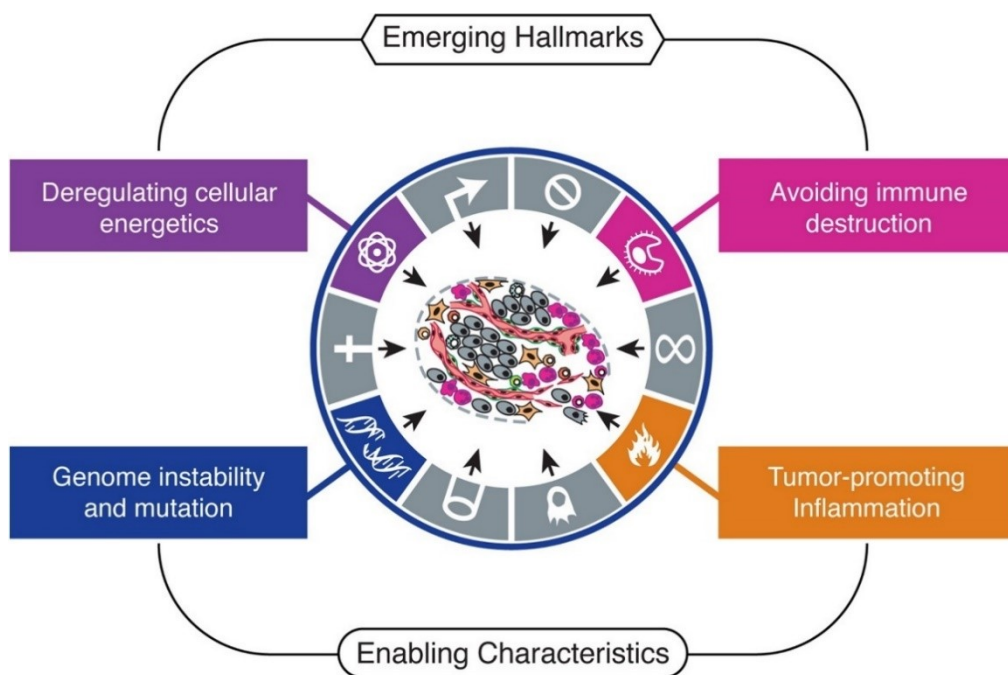 Emerging Hallmarks
Deregulating cellular
energetics
Avoiding immune
destruction
Genome instability
and mutation
Tumor-promoting
Inflammation
Enabling Characteristics